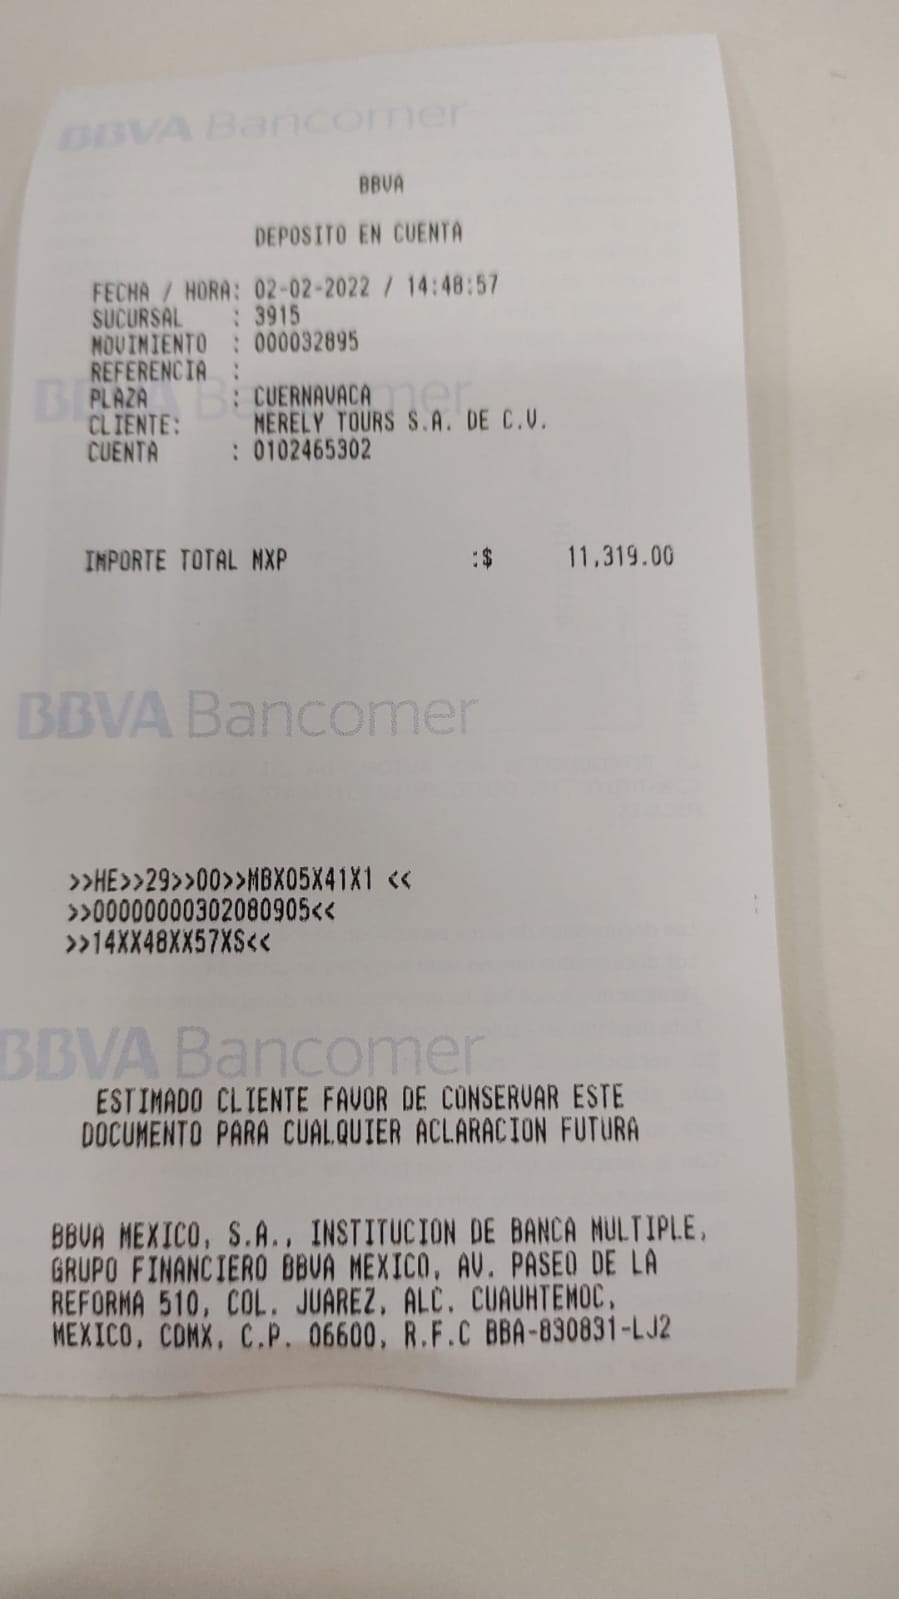 BBVA Bancomer
BBVA
DEPOSITO EN CUENTA
FECHA / HORA: 02-02-2022 / 14:48:57
SUCURSAL : 3915
MOVIMIENTO : 000032895
REFERENCIA :
BBVA Bancomer
PLAZA : CUERNAVACA
CLIENTE: MERELY TOURS S.A. DE C.V.
CUENTA : 0102465302
IMPORTE TOTAL MXP :$ 11,319.00
BBVA Bancomer
>>HE>>29>>00>>MBX05X41X1 <<
>>00000000302080905<<
>>14XX48XX57XS<<
BBVA Bancomer
ESTIMADO CLIENTE FAVOR DE CONSERVAR ESTE
DOCUMENTO PARA CUALQUIER ACLARACION FUTURA
BBVA MEXICO, S.A., INSTITUCION DE BANCA MULTIPLE,
GRUPO FINANCIERO BBVA MEXICO, AV. PASEO DE LA
REFORMA 510, COL. JUAREZ, ALC. CUAUHTEMOC,
MEXICO, CDMX, C.P. 06600, R.F.C BBA-830831-LJ2